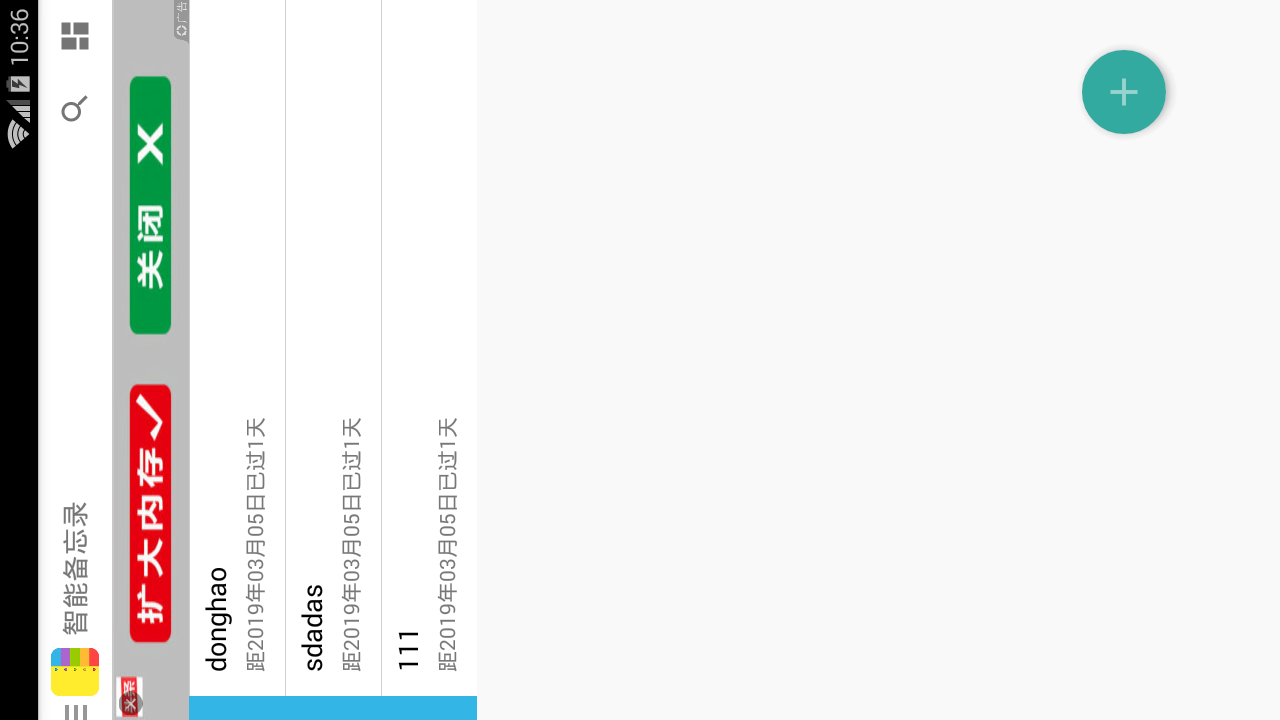 10:36
智能备忘录
扩大内存
关闭
广告
头条
donghao
距2019年03月05日已过1天
sdadas
距2019年03月05日已过1天
111
距2019年03月05日已过1天